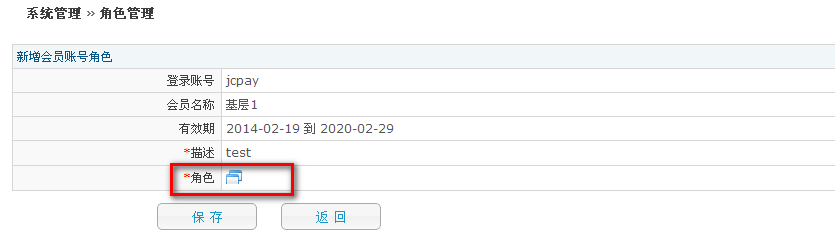 系统管理 » 角色管理
新增会员账号角色
登录账号 jcpay
会员名称 基层1
有效期 2014-02-19 到 2020-02-29
*描述 test
*角色
保 存 返 回